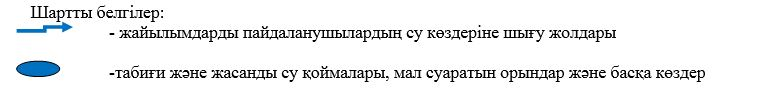 Шартты белгілер:
- жайылымдарды пайдаланушылардың су көздеріне шығу жолдары
-табиғи және жасанды су қоймалары, мал суаратын орындар және басқа көздер